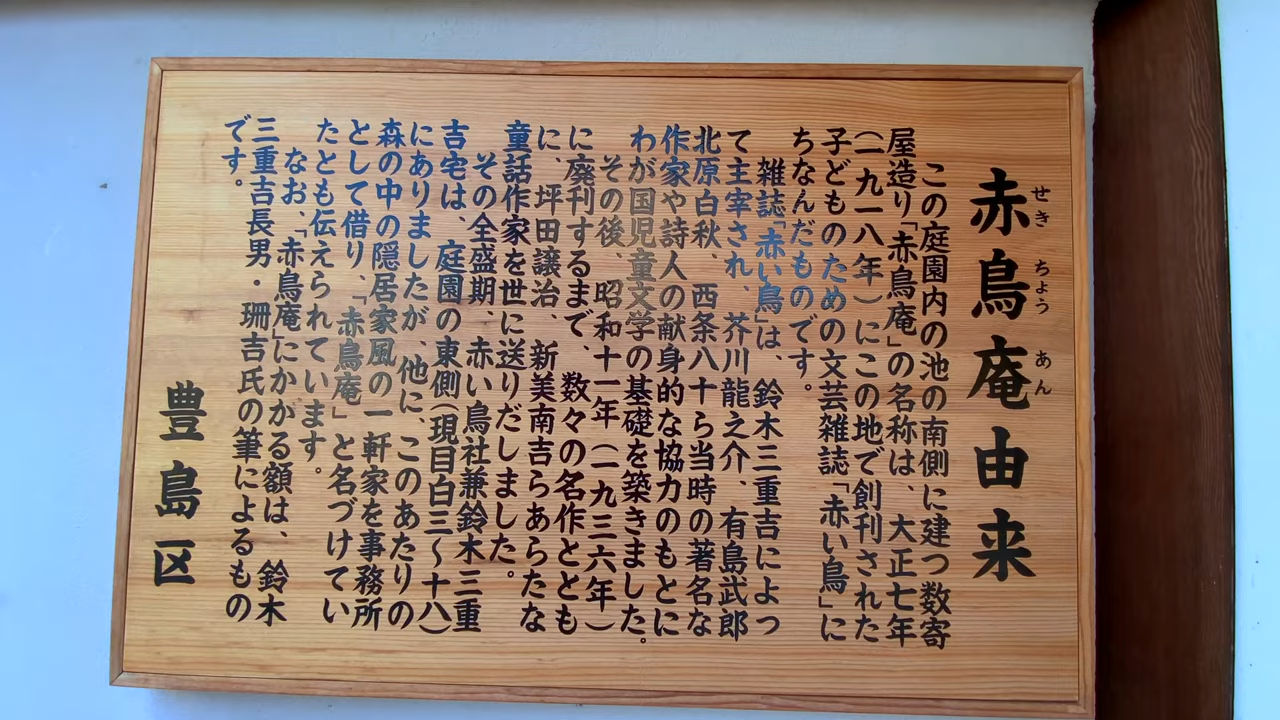 赤鳥庵由来
せき ちょう あん
この庭園内の池の南側に建つ数寄
屋造り「赤鳥庵」の名称は、大正七年
(一九一八年)にこの地で創刊された
子どものための文芸雑誌「赤い鳥」に
ちなんだものです。
雑誌「赤い鳥」は、鈴木三重吉によっ
て主宰され、芥川龍之介、有島武郎
北原白秋、西条八十ら当時の著名な
作家や詩人の献身的な協力のもとに
わが国児童文学の基礎を築きました。
その後、昭和十一年(一九三六年)
に廃刊するまで、数々の名作ととも
に、坪田譲治、新美南吉らあらたな
童話作家を世に送りだしました。
その全盛期、赤い鳥社兼鈴木三重
吉宅は、庭園の東側(現目白三〜十八)
にありましたが、他に、このあたりの
森の中の隠居家風の一軒家を事務所
として借り、「赤鳥庵」と名づけてい
たとも伝えられています。
なお、「赤鳥庵」にかかる額は、鈴木
三重吉長男・珊吉氏の筆によるもの
です。
豊島区